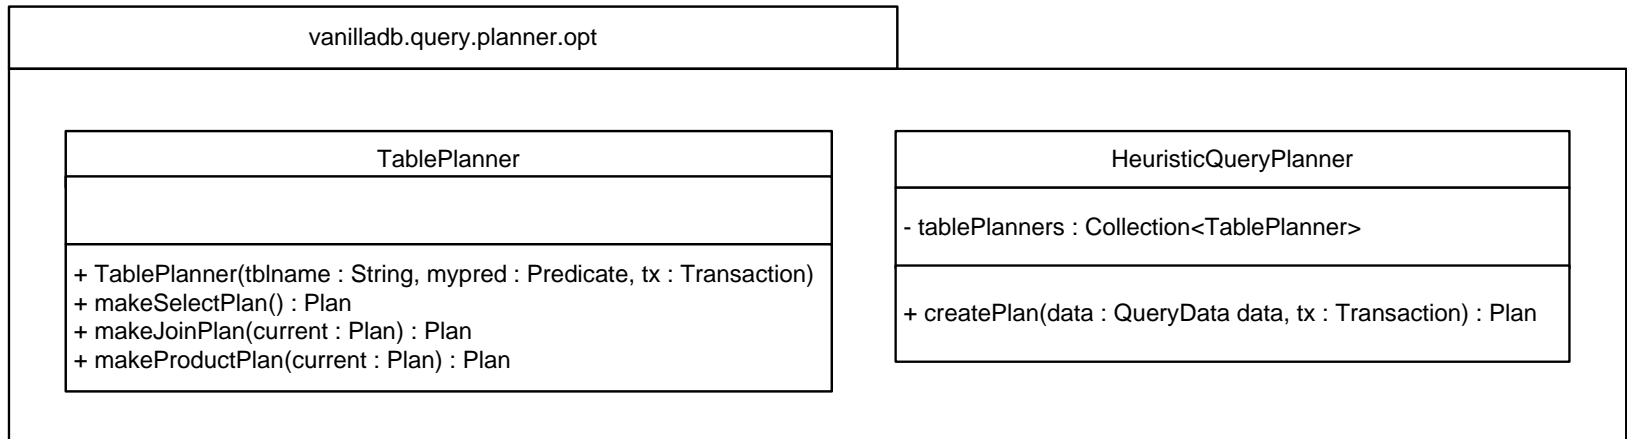 vanilladb.query.planner.opt
TablePlanner
+ TablePlanner(tblname : String, mypred : Predicate, tx : Transaction)
+ makeSelectPlan() : Plan
+ makeJoinPlan(current : Plan) : Plan
+ makeProductPlan(current : Plan) : Plan
HeuristicQueryPlanner
- tablePlanners : Collection<TablePlanner>
+ createPlan(data : QueryData data, tx : Transaction) : Plan